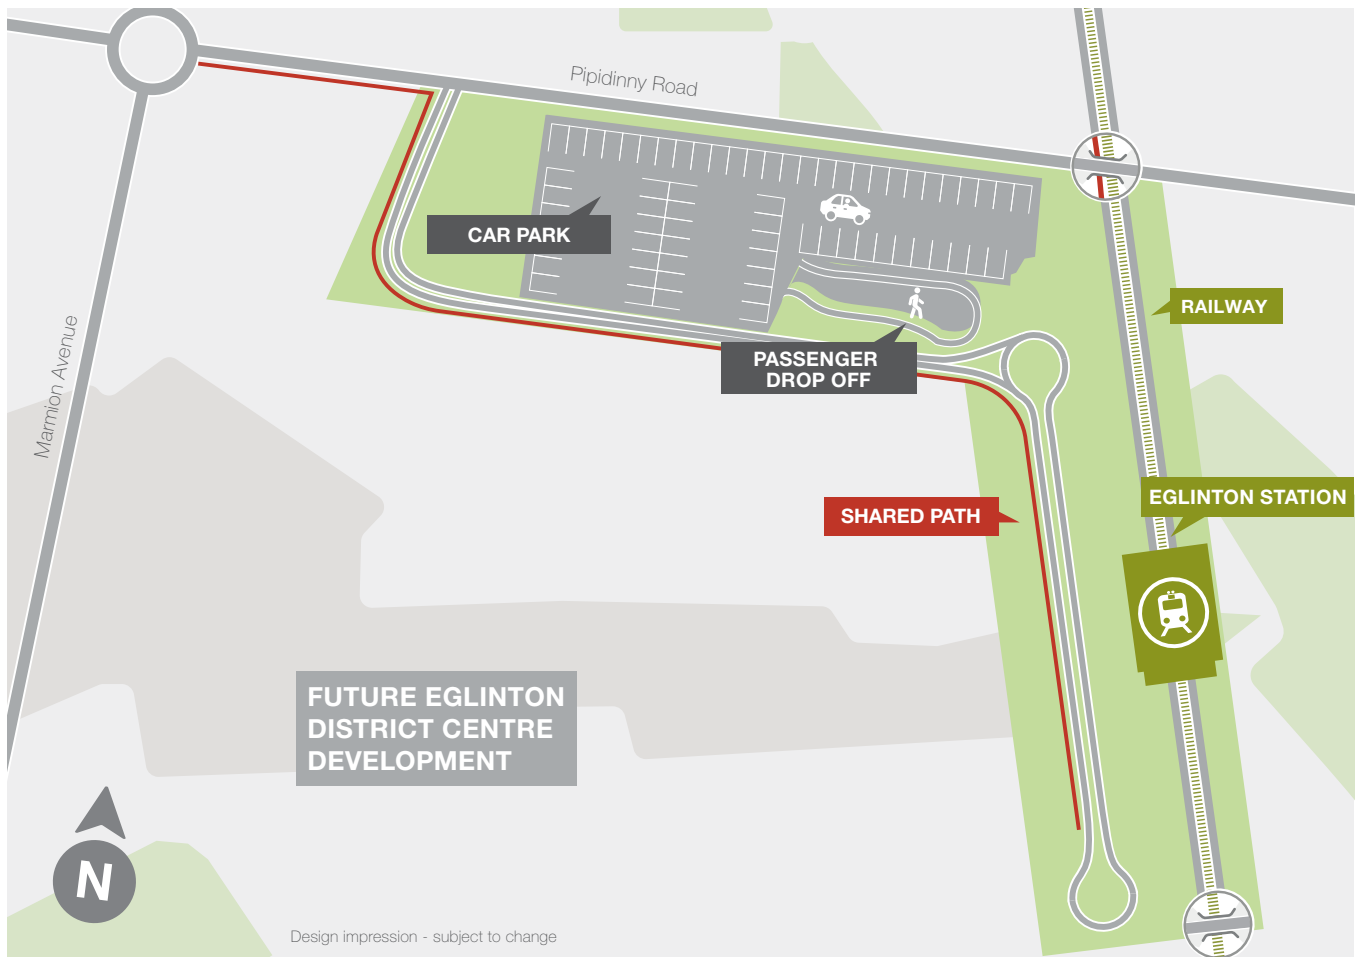 Pipidinny Road
CAR PARK
RAILWAY
Marmion Avenue
PASSENGER
DROP OFF
EGLINTON STATION
SHARED PATH
FUTURE EGLINTON
DISTRICT CENTRE
DEVELOPMENT
N
Design impression - subject to change